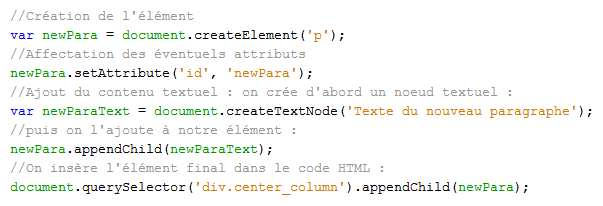 //Création de l'élément
var newPara = document.createElement('p');
//Affectation des éventuels attributs
newPara.setAttribute('id', 'newPara');
//Ajout du contenu textuel : on crée d'abord un noeud textuel :
var newParaText = document.createTextNode('Texte du nouveau paragraphe');
//puis on l'ajoute à notre élément :
newPara.appendChild(newParaText);
//On insère l'élément final dans le code HTML :
document.querySelector('div.center_column').appendChild(newPara);